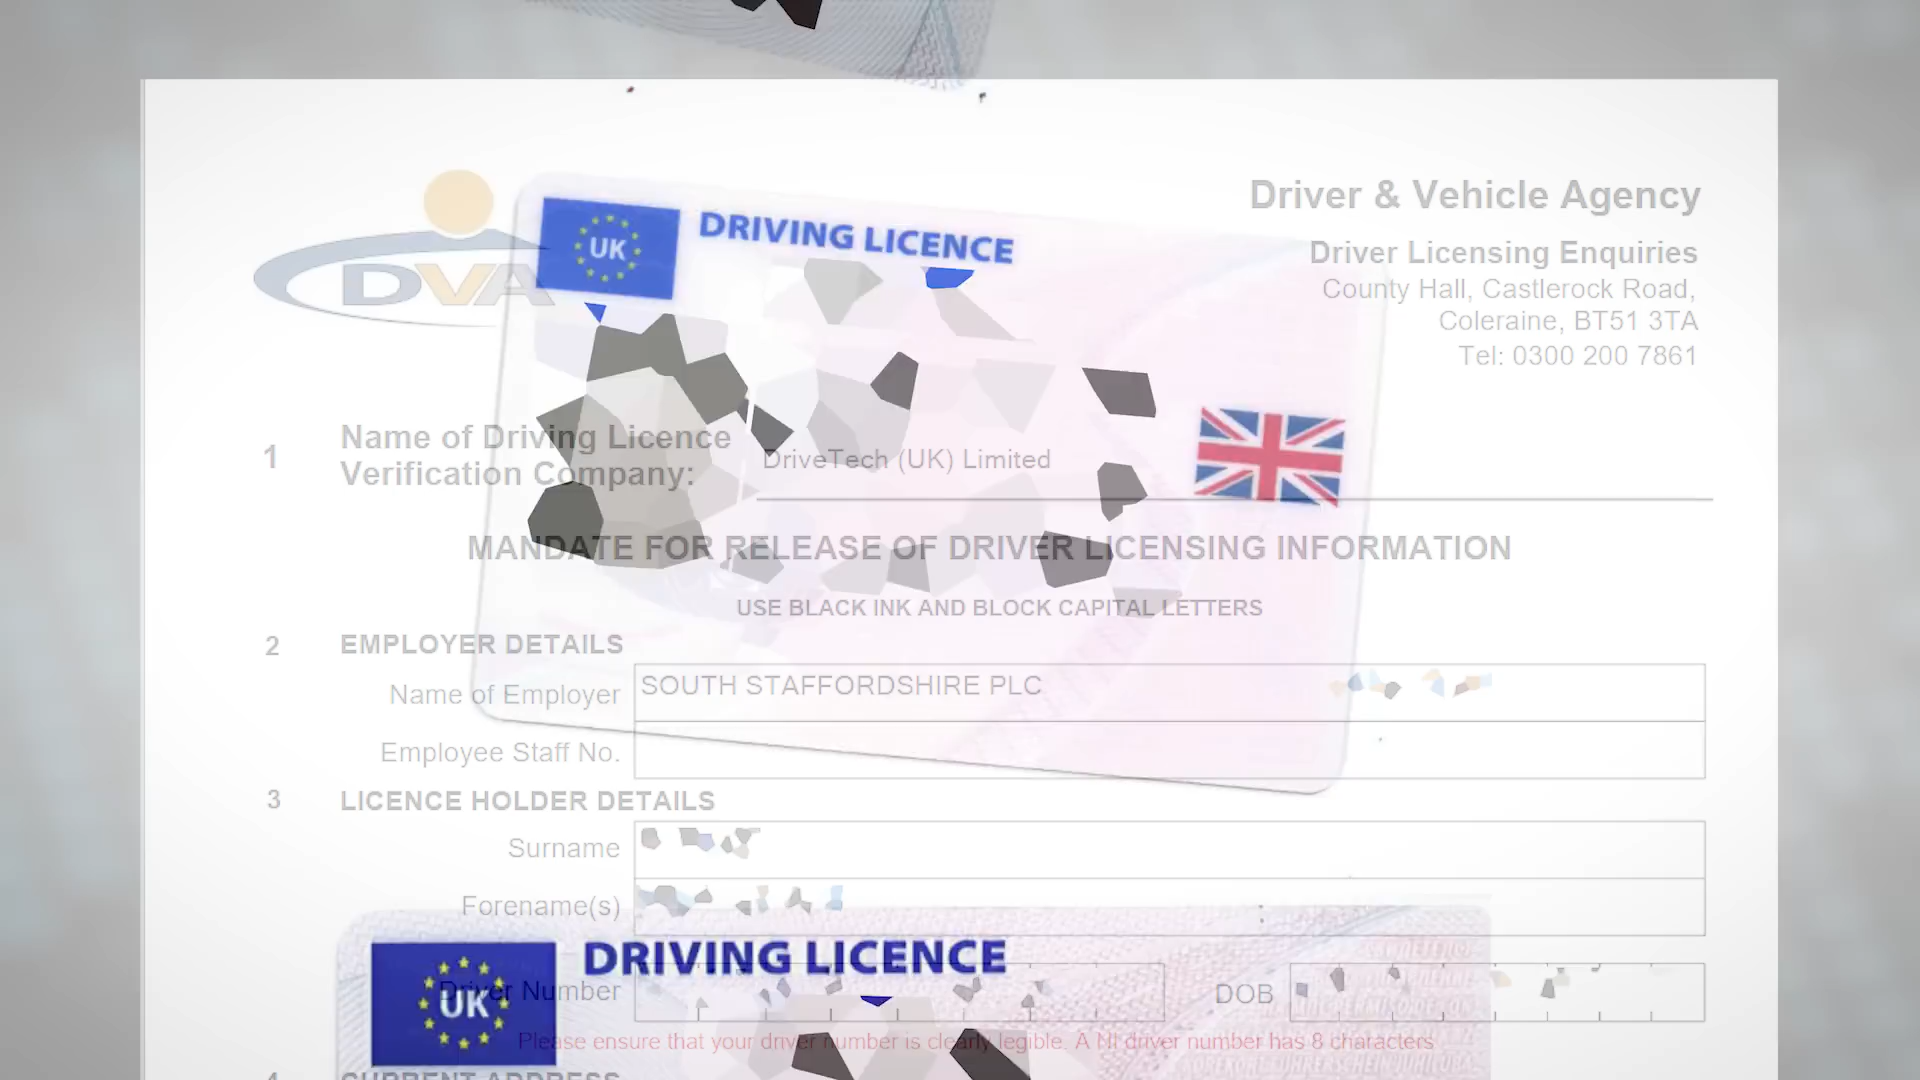 DVA
Driver & Vehicle Agency
Driver Licensing Enquiries
County Hall, Castlerock Road,
Coleraine, BT51 3TA
Tel: 0300 200 7861
UK
DRIVING LICENCE
1
Name of Driving Licence
Verification Company:
DriveTech (UK) Limited
MANDATE FOR RELEASE OF DRIVER LICENSING INFORMATION
USE BLACK INK AND BLOCK CAPITAL LETTERS
2 EMPLOYER DETAILS
Name of Employer SOUTH STAFFORDSHIRE PLC
Employee Staff No.
3 LICENCE HOLDER DETAILS
Surname
Forename(s)
DRIVING LICENCE
UK
Driver Number DOB
Please ensure that your driver number is clearly legible. A NI driver number has 8 characters
4 CURRENT ADDRESS